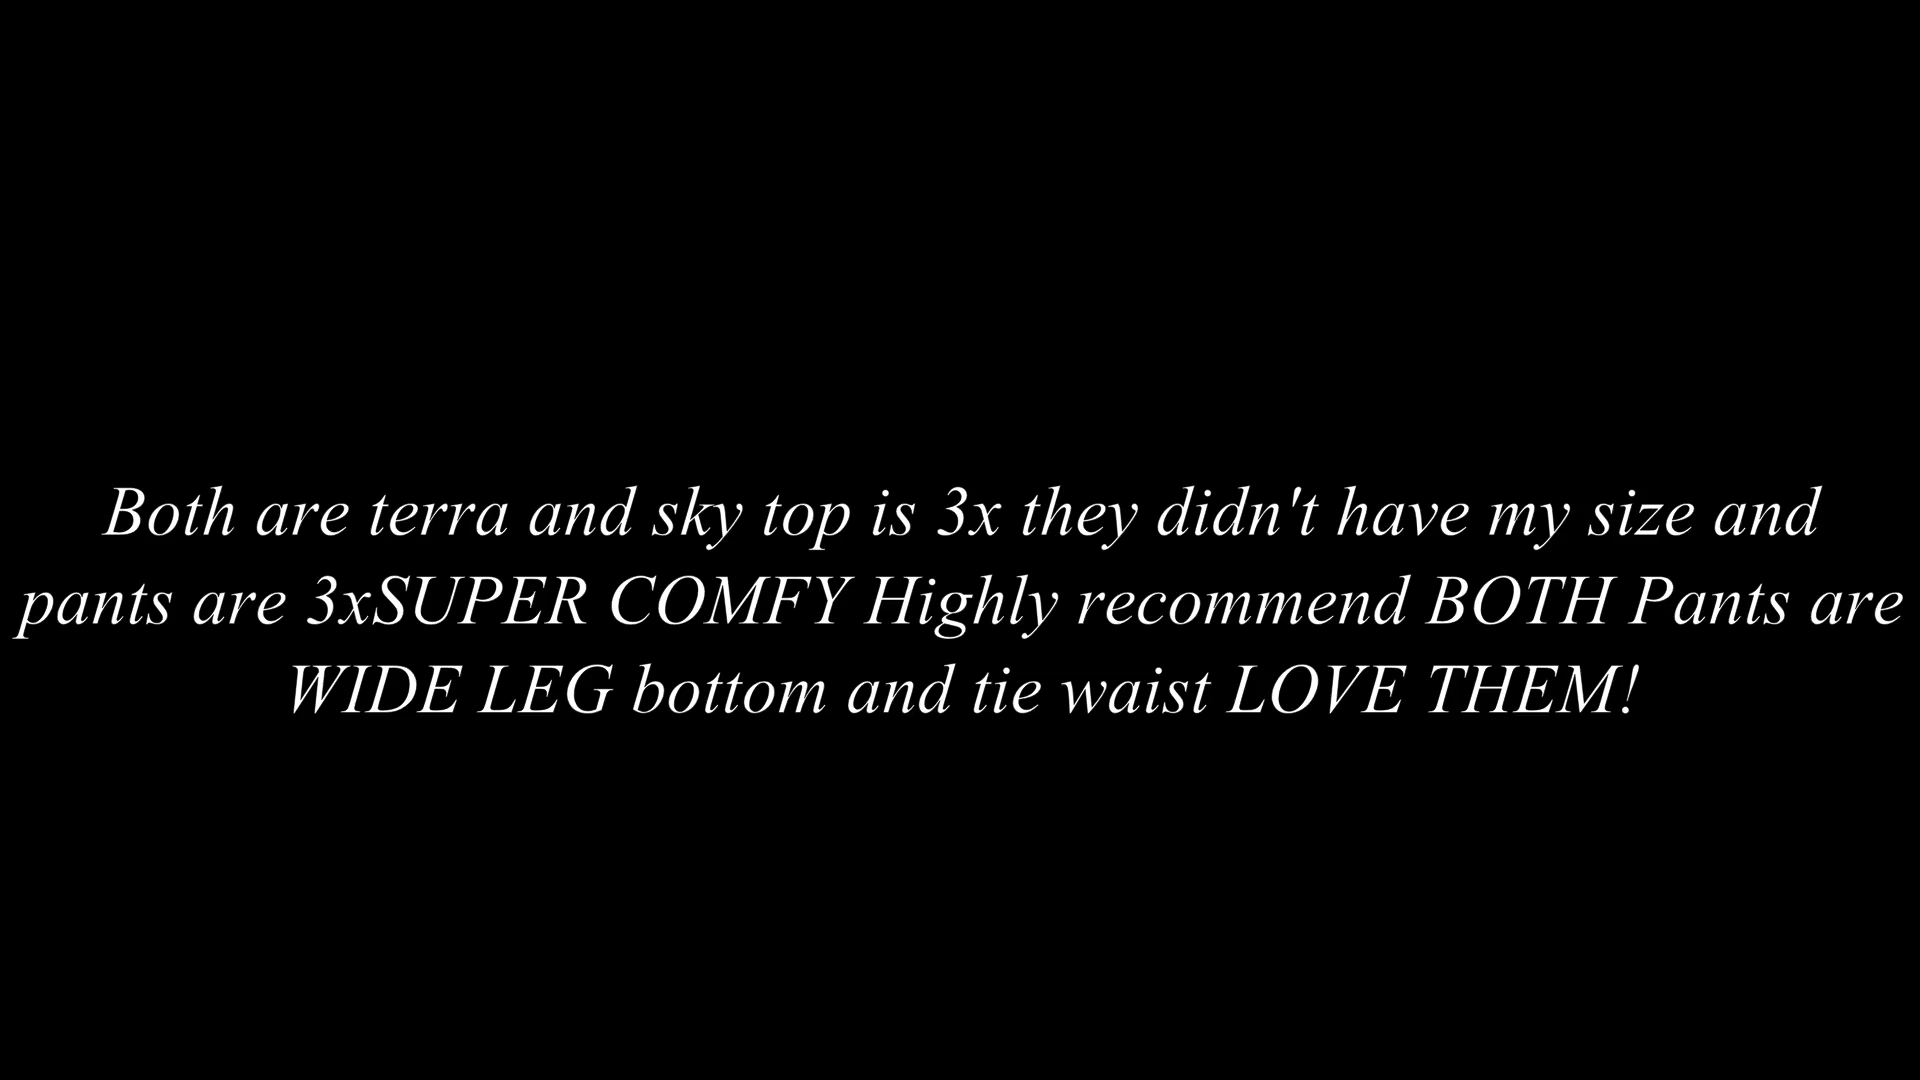 Both are terra and sky top is 3x they didn't have my size and
pants are 3xSUPER COMFY Highly recommend BOTH Pants are
WIDE LEG bottom and tie waist LOVE THEM!